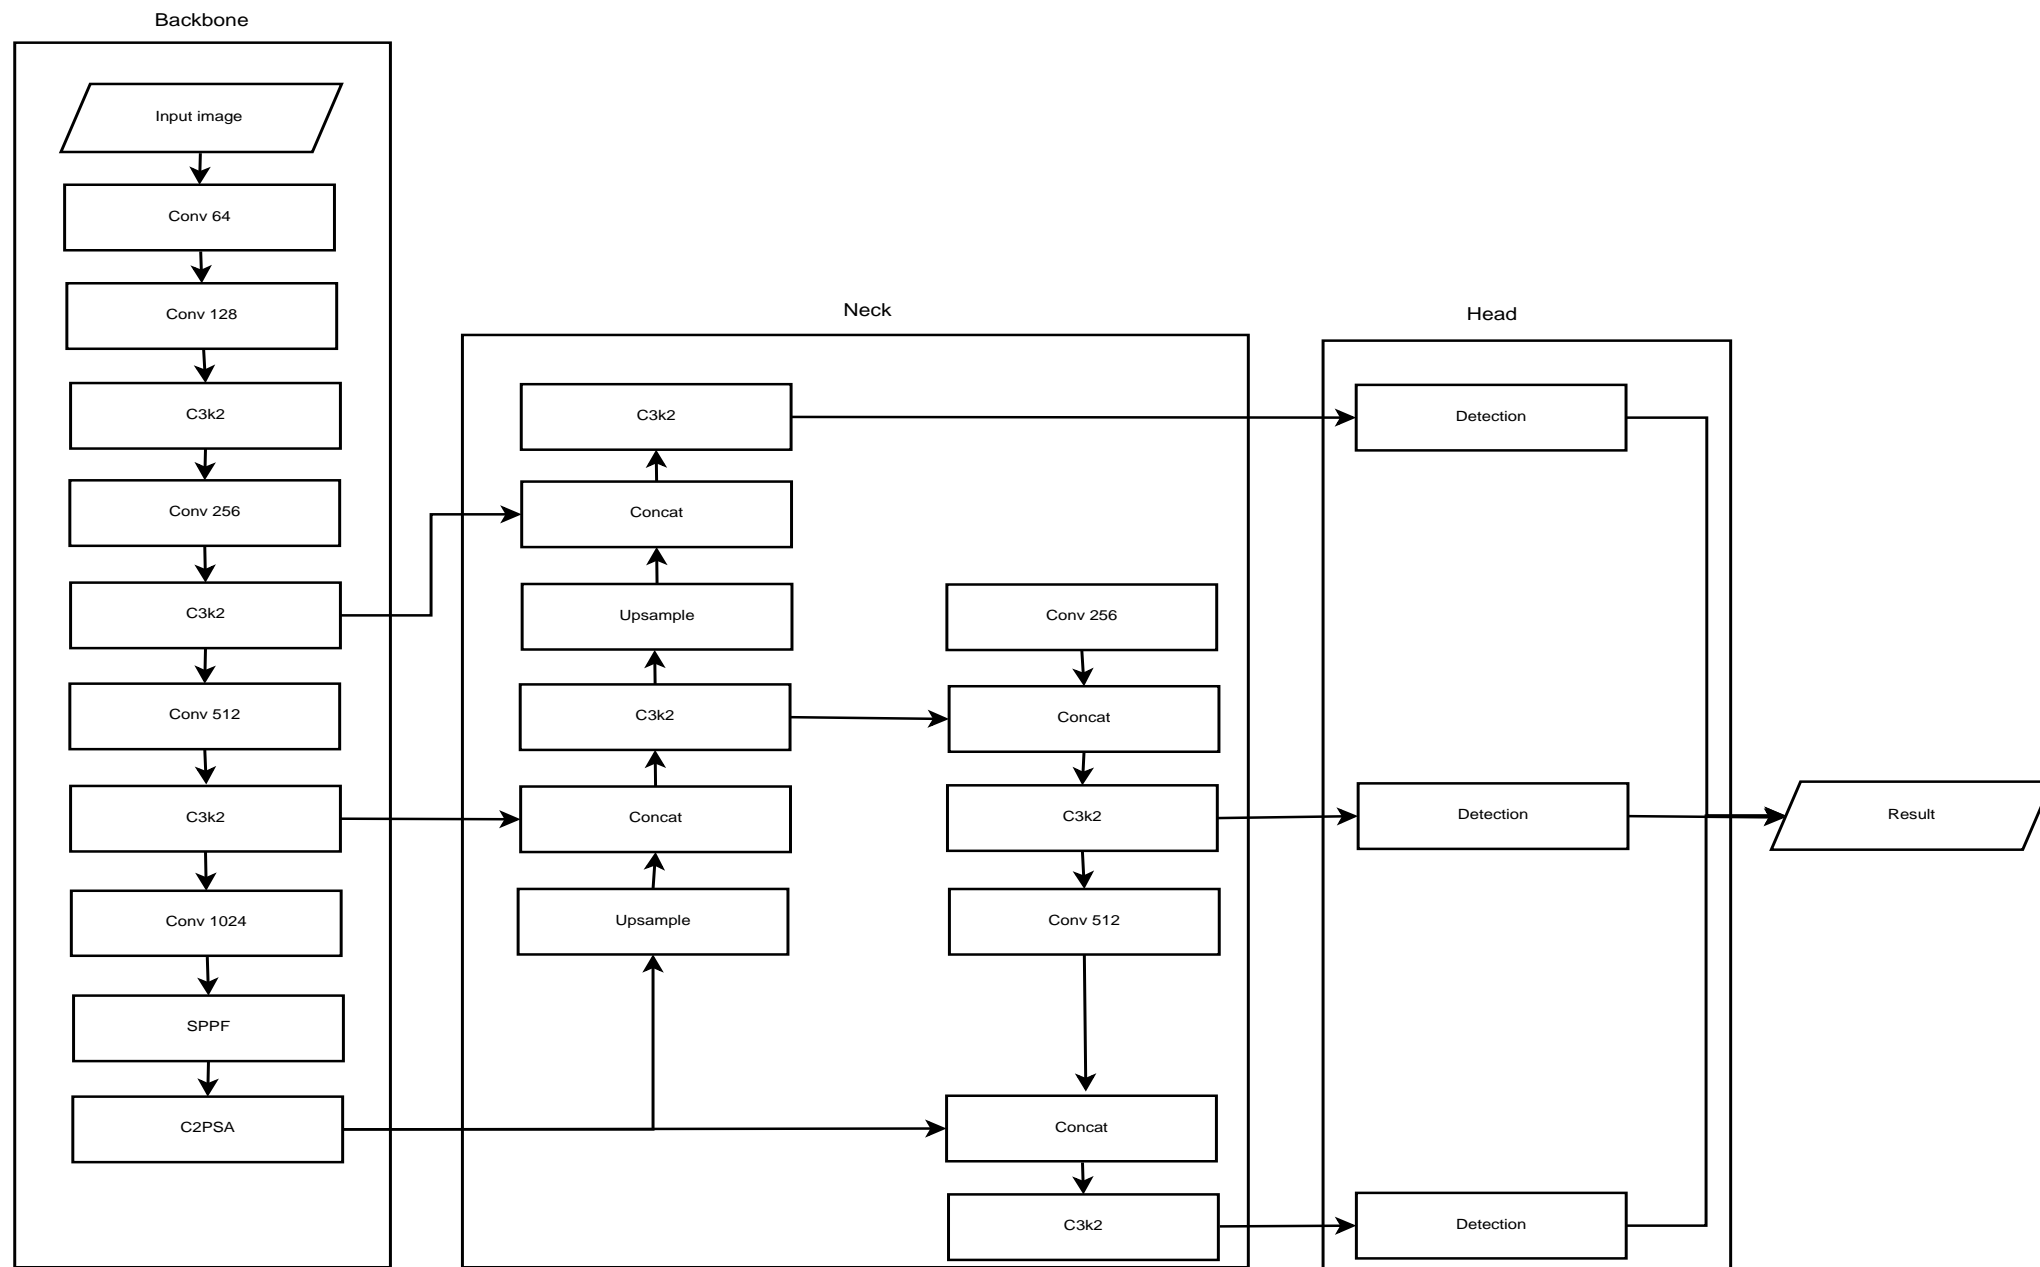 Backbone
Input image
Conv 64
Conv 128
C3k2
Conv 256
C3k2
Conv 512
C3k2
Conv 1024
SPPF
C2PSA
Neck
C3k2
Concat
Upsample
C3k2
Concat
Upsample
Conv 256
Concat
C3k2
Conv 512
Concat
C3k2
Head
Detection
Detection
Detection
Result